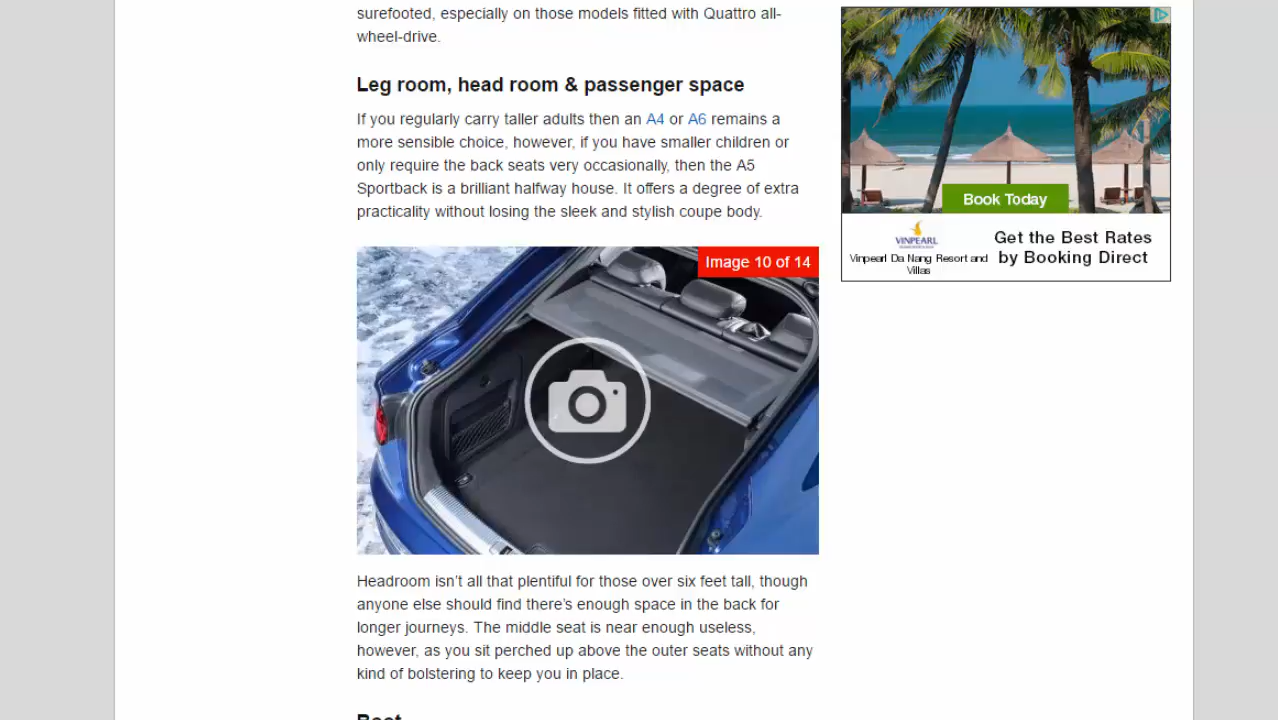 surefooted, especially on those models fitted with Quattro all-
wheel-drive.
Leg room, head room & passenger space
If you regularly carry taller adults then an A4 or A6 remains a
more sensible choice, however, if you have smaller children or
only require the back seats very occasionally, then the A5
Sportback is a brilliant halfway house. It offers a degree of extra
practicality without losing the sleek and stylish coupe body.
Image 10 of 14
Headroom isn’t all that plentiful for those over six feet tall, though
anyone else should find there’s enough space in the back for
longer journeys. The middle seat is near enough useless,
however, as you sit perched up above the outer seats without any
kind of bolstering to keep you in place.
Boot
Book Today
VINPEARL
Vinpearl Da Nang Resort and
Villas
Get the Best Rates
by Booking Direct